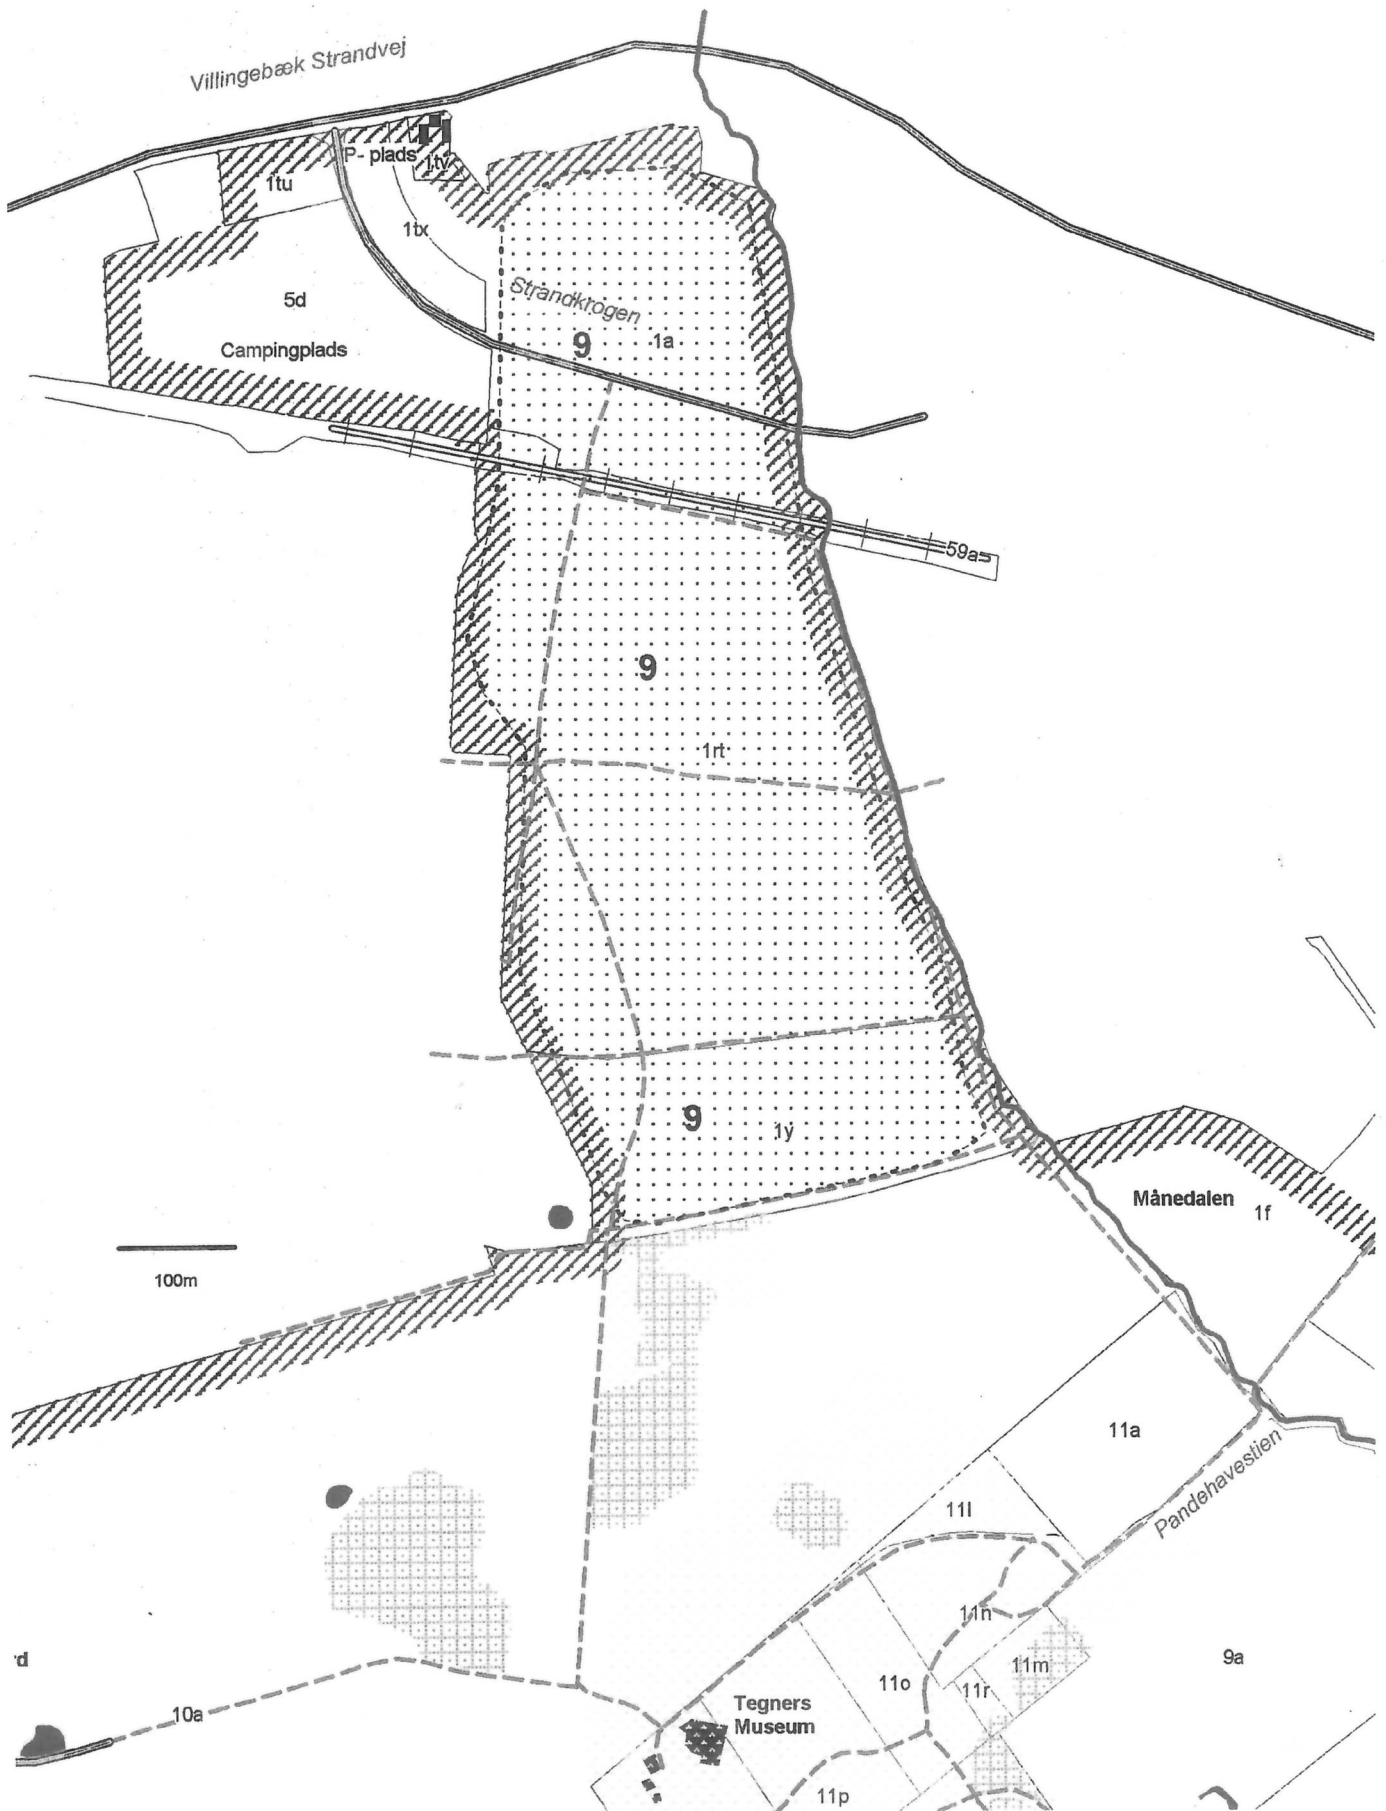 Villingebæk Strandvej
P- plads
1tv
1tu
1tx
5d
Strandkrogen
9
1a
Campingplads
59a
9
1rt
9
1y
Månedalen
1f
100m
11a
Pandehavestien
11l
11n
9a
11m
11o
11r
10a
Tegners
Museum
11p